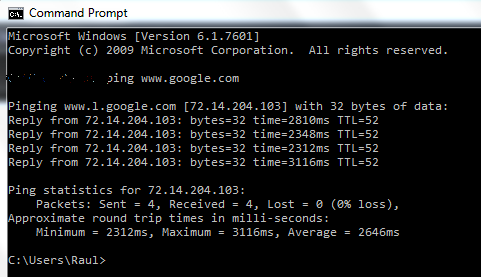 Command Prompt
Microsoft Windows [Version 6.1.7601]
Copyright (c) 2009 Microsoft Corporation.  All rights reserved.
ping www.google.com
Pinging www.l.google.com [72.14.204.103] with 32 bytes of data:
Reply from 72.14.204.103: bytes=32 time=2810ms TTL=52
Reply from 72.14.204.103: bytes=32 time=2348ms TTL=52
Reply from 72.14.204.103: bytes=32 time=2312ms TTL=52
Reply from 72.14.204.103: bytes=32 time=3116ms TTL=52
Ping statistics for 72.14.204.103:
    Packets: Sent = 4, Received = 4, Lost = 0 (0% loss),
Approximate round trip times in milli-seconds:
    Minimum = 2312ms, Maximum = 3116ms, Average = 2646ms
C:\Users\Raul>